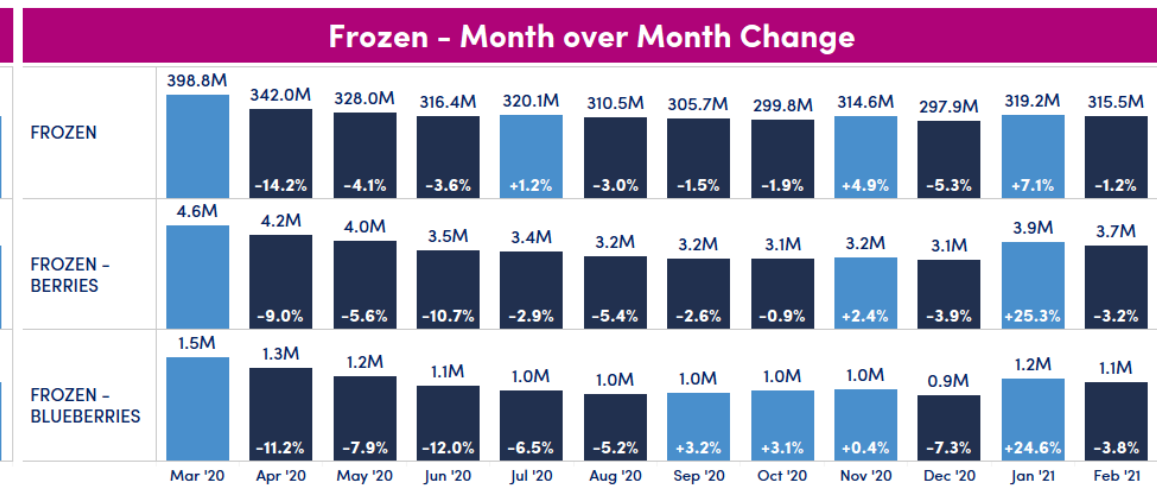 Frozen - Month over Month Change
398.8M 342.0M 328.0M 316.4M 320.1M 310.5M 305.7M 299.8M 314.6M 297.9M 319.2M 315.5M
FROZEN
-14.2% -4.1% -3.6% +1.2% -3.0% -1.5% -1.9% +4.9% -5.3% +7.1% -1.2%
4.6M 4.2M 4.0M 3.5M 3.4M 3.2M 3.2M 3.1M 3.2M 3.1M 3.9M 3.7M
FROZEN -
BERRIES
-9.0% -5.6% -10.7% -2.9% -5.4% -2.6% -0.9% +2.4% -3.9% +25.3% -3.2%
1.5M 1.3M 1.2M 1.1M 1.0M 1.0M 1.0M 1.0M 1.0M 0.9M 1.2M 1.1M
FROZEN -
BLUEBERRIES
-11.2% -7.9% -12.0% -6.5% -5.2% +3.2% +3.1% +0.4% -7.3% +24.6% -3.8%
Mar '20 Apr '20 May '20 Jun '20 Jul '20 Aug '20 Sep '20 Oct '20 Nov '20 Dec '20 Jan '21 Feb '21